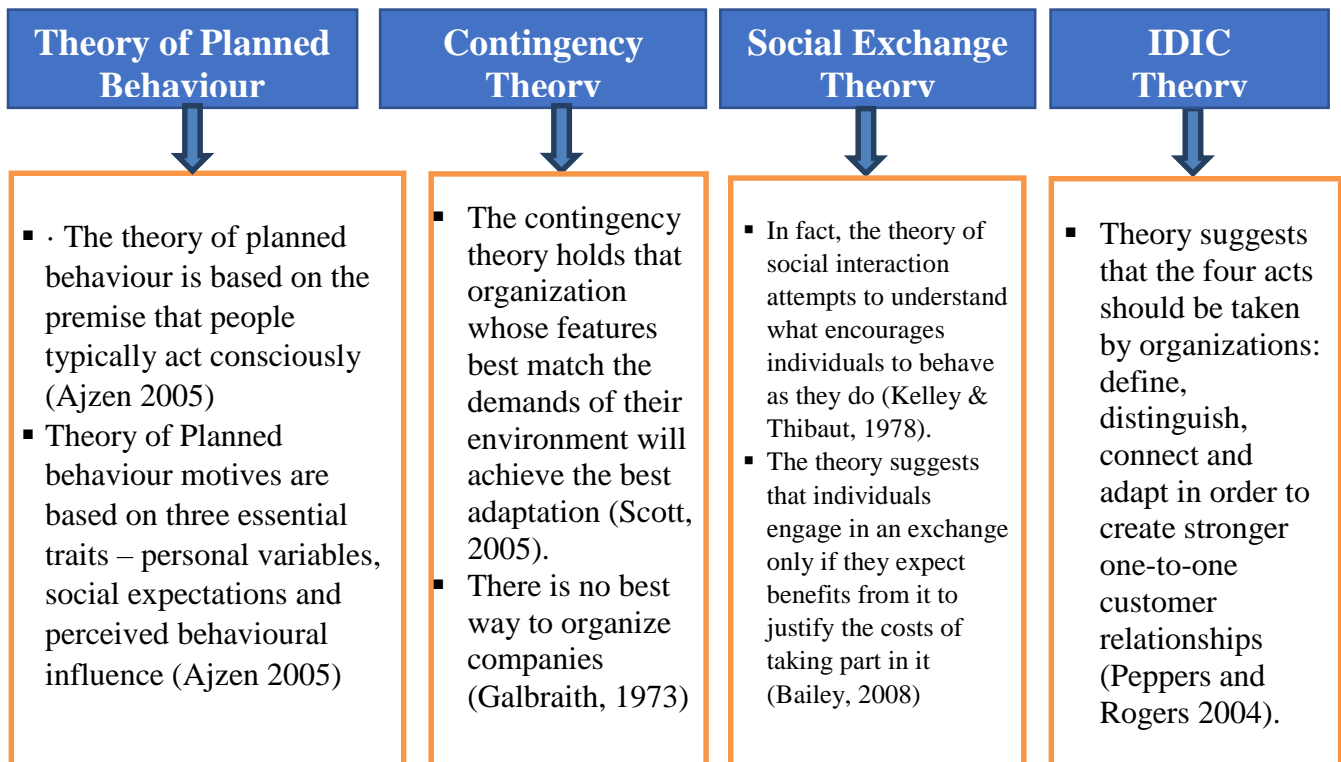 Theory of Planned
Behaviour
Contingency
Theory
Social Exchange
Theory
IDIC
Theory
▪ · The theory of planned
behaviour is based on the
premise that people
typically act consciously
(Ajzen 2005)
▪ Theory of Planned
behaviour motives are
based on three essential
traits – personal variables,
social expectations and
perceived behavioural
influence (Ajzen 2005)
▪ The contingency
theory holds that
organization
whose features
best match the
demands of their
environment will
achieve the best
adaptation (Scott,
2005).
▪ There is no best
way to organize
companies
(Galbraith, 1973)
▪ In fact, the theory of
social interaction
attempts to understand
what encourages
individuals to behave
as they do (Kelley &
Thibaut, 1978).
▪ The theory suggests
that individuals
engage in an exchange
only if they expect
benefits from it to
justify the costs of
taking part in it
(Bailey, 2008)
▪ Theory suggests
that the four acts
should be taken
by organizations:
define,
distinguish,
connect and
adapt in order to
create stronger
one-to-one
customer
relationships
(Peppers and
Rogers 2004).